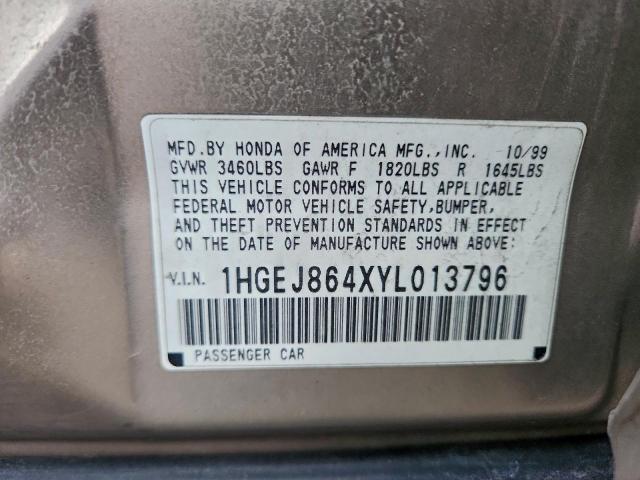 MFD.BY HONDA OF AMERICA MFG.,INC. 10/99
GVWR 3460LBS GAWR F 1820LBS R 1645LBS
THIS VEHICLE CONFORMS TO ALL APPLICABLE
FEDERAL MOTOR VEHICLE SAFETY,BUMPER,
AND THEFT PREVENTION STANDARDS IN EFFECT
ON THE DATE OF MANUFACTURE SHOWN ABOVE:
V.I.N. 1HGEJ864XYL013796
PASSENGER CAR